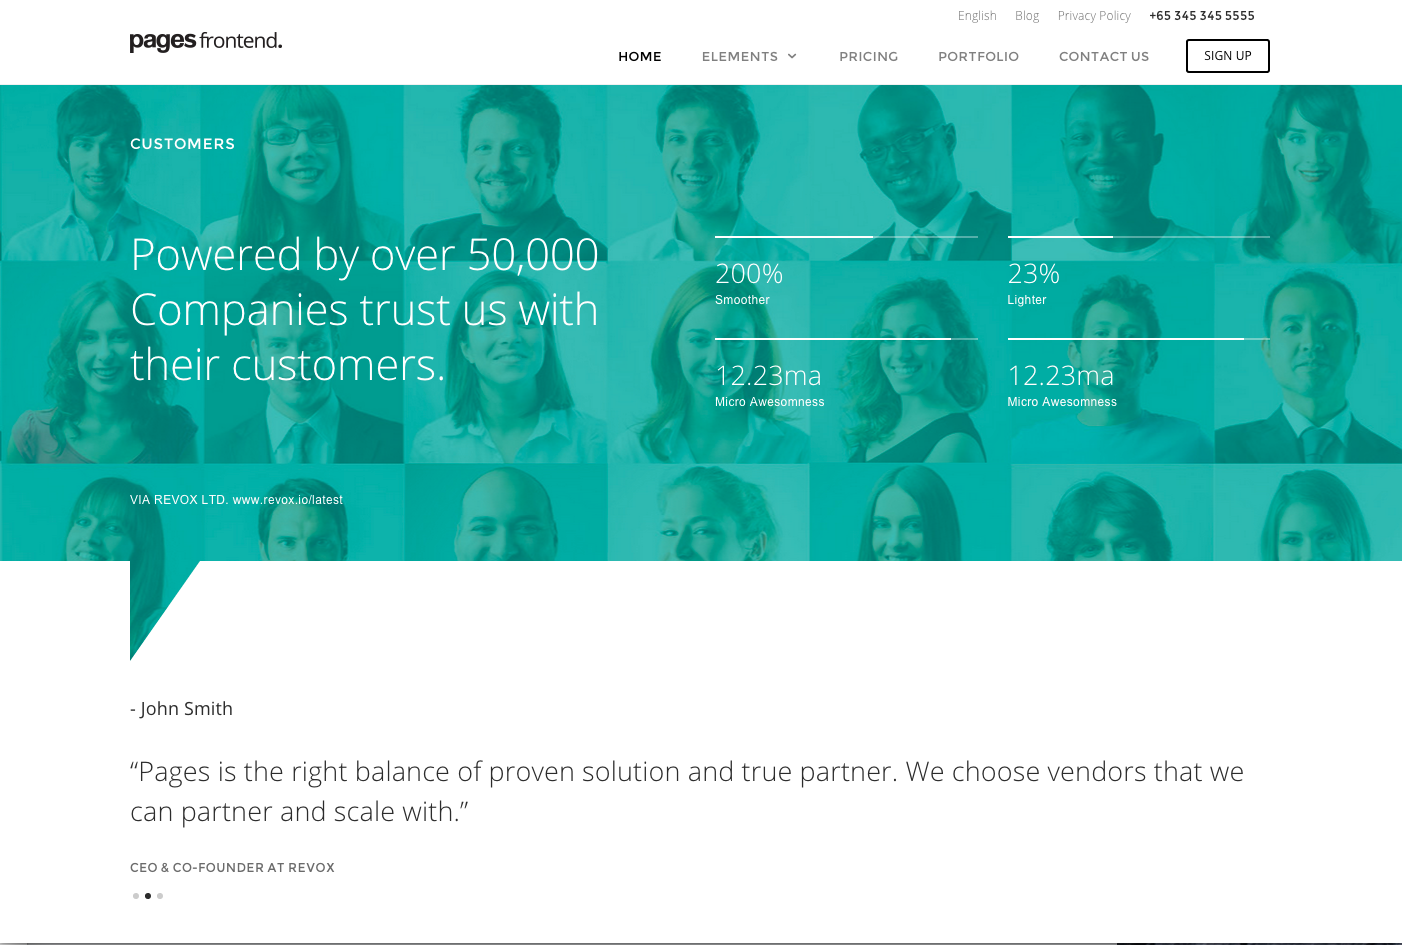 English Blog Privacy Policy +65 345 345 5555
pages frontend.
HOME ELEMENTS PRICING PORTFOLIO CONTACT US SIGN UP
CUSTOMERS
Powered by over 50,000
Companies trust us with
their customers.
200%
Smoother
23%
Lighter
12.23ma
Micro Awesomness
12.23ma
Micro Awesomness
VIA REVOX LTD. www.revox.io/latest
- John Smith
“Pages is the right balance of proven solution and true partner. We choose vendors that we
can partner and scale with.”
CEO & CO-FOUNDER AT REVOX